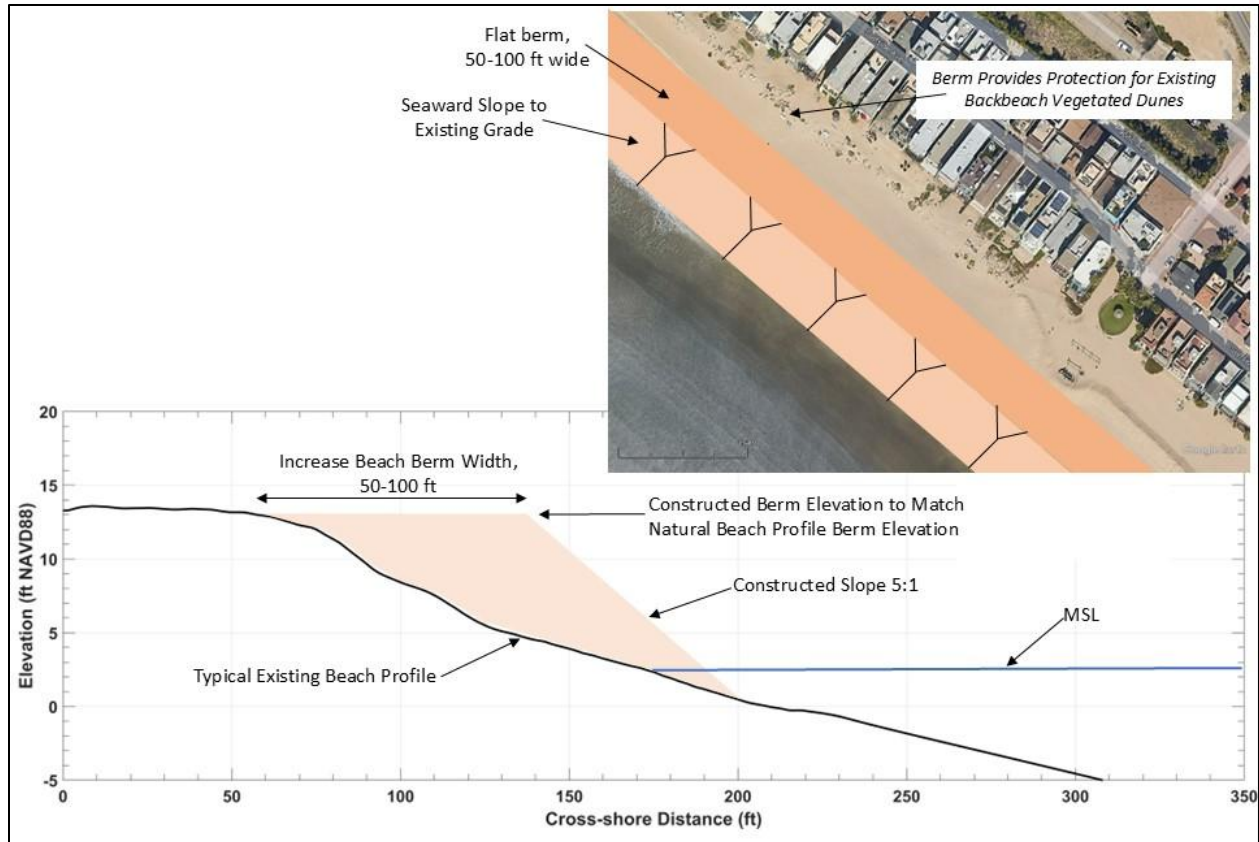 Flat berm,
50-100 ft wide
Seaward Slope to
Existing Grade
Berm Provides Protection for Existing
Backbeach Vegetated Dunes
Google Earth
20
15
10
5
0
-5
Elevation (ft NAVD88)
Increase Beach Berm Width,
50-100 ft
Constructed Berm Elevation to Match
Natural Beach Profile Berm Elevation
Constructed Slope 5:1
MSL
Typical Existing Beach Profile
0
50
100
150
200
250
300
350
Cross-shore Distance (ft)